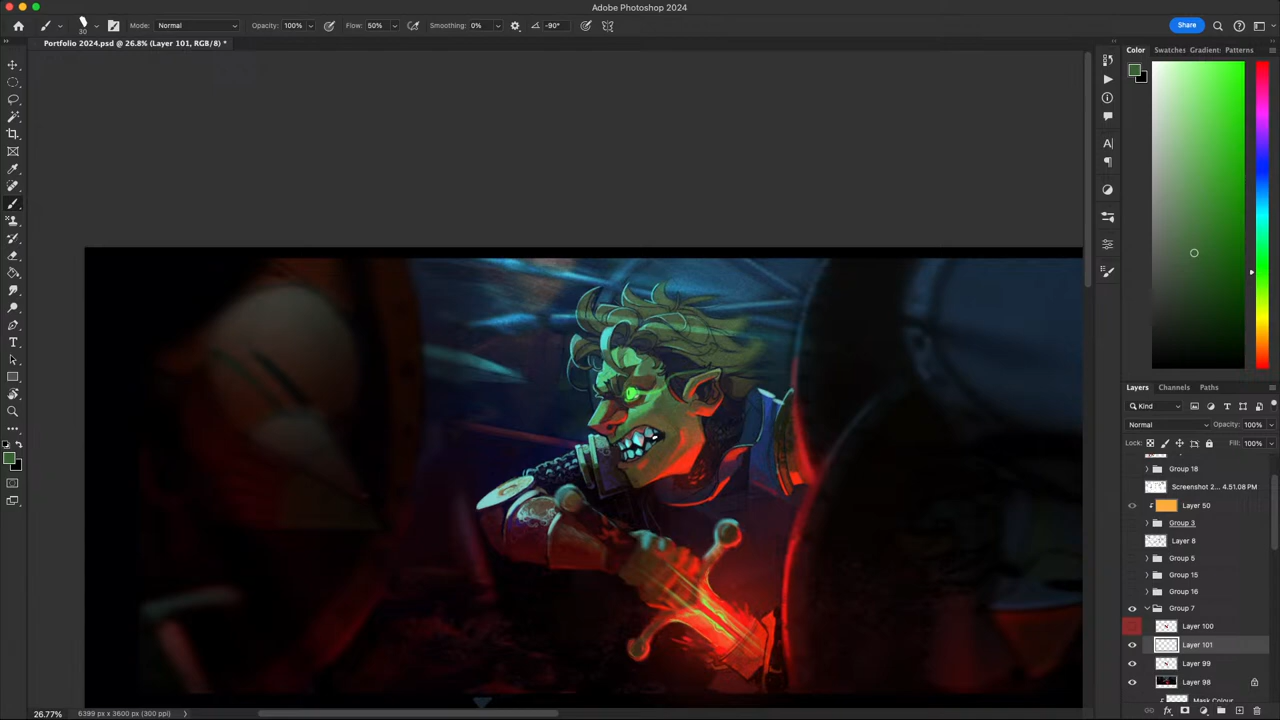 Adobe Photoshop 2024
30
Mode: Normal
Opacity: 100%
Flow: 50%
Smoothing: 0%
-90°
Share
Portfolio 2024.psd @ 26.8% (Layer 101, RGB/8) *
Color
Swatches
Gradient:
Patterns
Layers
Channels
Paths
Kind
Normal
Opacity: 100%
Lock:
Fill: 100%
Group 18
Screenshot 2... 4.51.08 PM
Layer 50
Group 3
Layer 8
Group 5
Group 15
Group 16
Group 7
Layer 100
Layer 101
Layer 99
Layer 98
Mask Colour
26.77%
6399 px x 3600 px (300 ppi)